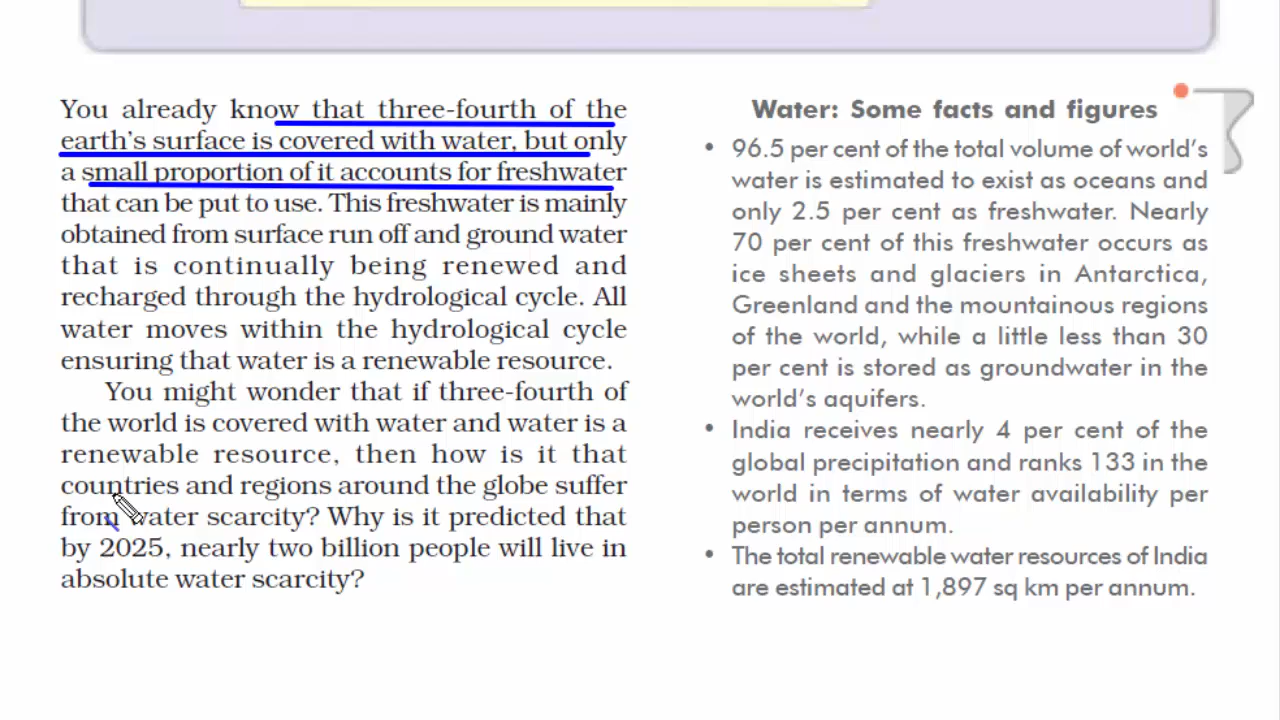 You already know that three-fourth of the
earth's surface is covered with water, but only
a small proportion of it accounts for freshwater
that can be put to use. This freshwater is mainly
obtained from surface run off and ground water
that is continually being renewed and
recharged through the hydrological cycle. All
water moves within the hydrological cycle
ensuring that water is a renewable resource.
You might wonder that if three-fourth of
the world is covered with water and water is a
renewable resource, then how is it that
countries and regions around the globe suffer
from water scarcity? Why is it predicted that
by 2025, nearly two billion people will live in
absolute water scarcity?
Water: Some facts and figures
• 96.5 per cent of the total volume of world's
water is estimated to exist as oceans and
only 2.5 per cent as freshwater. Nearly
70 per cent of this freshwater occurs as
ice sheets and glaciers in Antarctica,
Greenland and the mountainous regions
of the world, while a little less than 30
per cent is stored as groundwater in the
world's aquifers.
• India receives nearly 4 per cent of the
global precipitation and ranks 133 in the
world in terms of water availability per
person per annum.
• The total renewable water resources of India
are estimated at 1,897 sq km per annum.